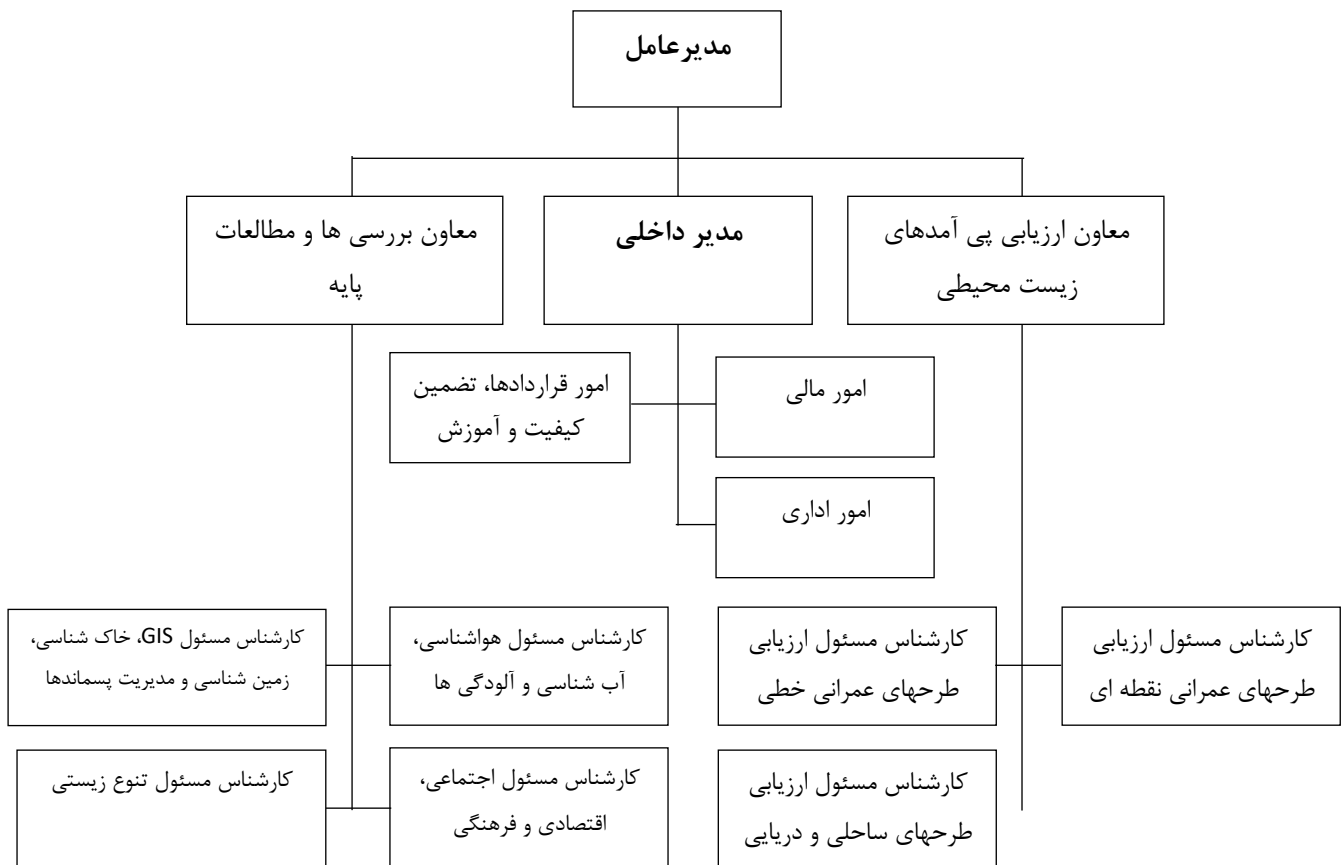 مدیرعامل
معاون ارزیابی پی آمدهای
زیست محیطی
مدیر داخلی
معاون بررسی ها و مطالعات
پایه
امور مالی
امور قراردادها، تضمین
کیفیت و آموزش
امور اداری
کارشناس مسئول ارزیابی
طرحهای عمرانی نقطه ای
کارشناس مسئول ارزیابی
طرحهای عمرانی خطی
کارشناس مسئول هواشناسی،
آب شناسی و آلودگی ها
کارشناس مسئول GIS، خاک شناسی،
زمین شناسی و مدیریت پسماندها
کارشناس مسئول ارزیابی
طرحهای ساحلی و دریایی
کارشناس مسئول اجتماعی،
اقتصادی و فرهنگی
کارشناس مسئول تنوع زیستی